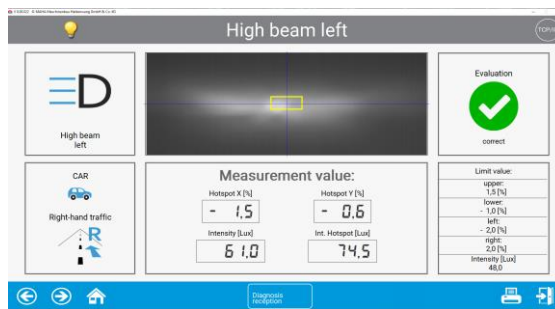 High beam left
High beam
left
Evaluation
correct
CAR
Right-hand traffic
R
Measurement value:
Hotspot X [%]
Hotspot Y [%]
- 1,5
- 0,6
Intensity [Lux]
Int. Hotspot [Lux]
61,0
74,5
Limit value:
upper:
1,5 [%]
lower:
- 1,0 [%]
left:
- 2,0 [%]
right:
2,0 [%]
Intensity [Lux]
48,0
Diagnosis
reception